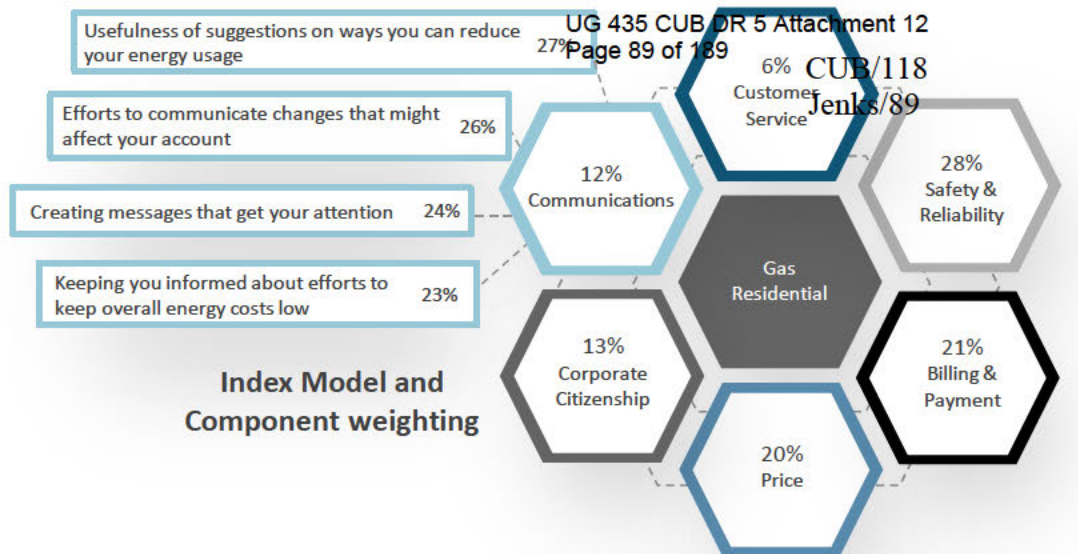 UG 435 CUB DR 5 Attachment 12
Page 89 of 189
CUB/118
Jenks/89
Usefulness of suggestions on ways you can reduce
your energy usage
27%
Efforts to communicate changes that might
affect your account
26%
Creating messages that get your attention 24%
Keeping you informed about efforts to
keep overall energy costs low
23%
6%
Customer
Service
12%
Communications
28%
Safety &
Reliability
Gas
Residential
13%
Corporate
Citizenship
21%
Billing &
Payment
20%
Price
Index Model and
Component weighting